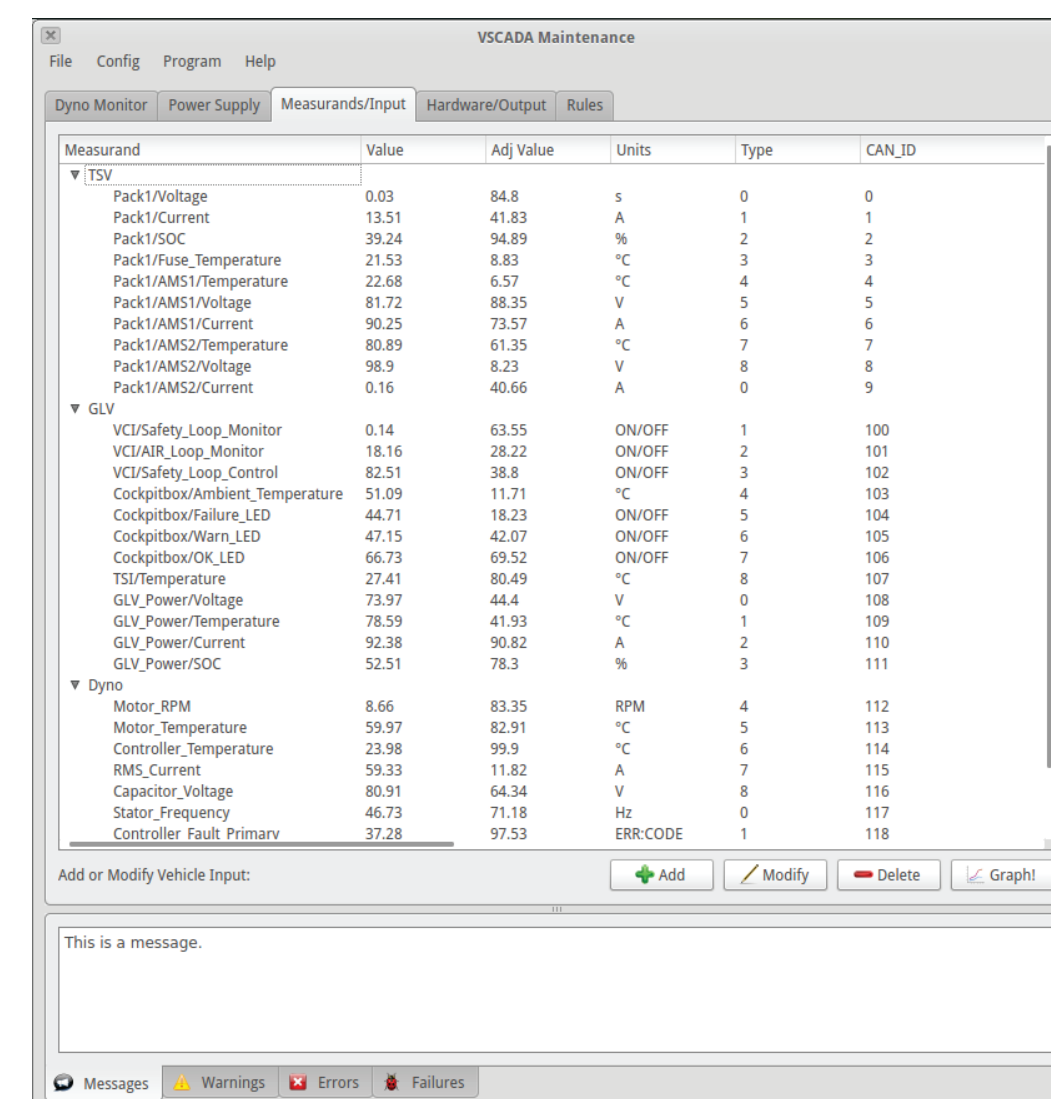 VSCADA Maintenance
File Config Program Help
Dyno Monitor Power Supply Measurands/Input Hardware/Output Rules
Measurand Value Adj Value Units Type CAN_ID
TSV
Pack1/Voltage 0.03 84.8 s 0 0
Pack1/Current 13.51 41.83 A 1 1
Pack1/SOC 39.24 94.89 % 2 2
Pack1/Fuse_Temperature 21.53 8.83 °C 3 3
Pack1/AMS1/Temperature 22.68 6.57 °C 4 4
Pack1/AMS1/Voltage 81.72 88.35 V 5 5
Pack1/AMS1/Current 90.25 73.57 A 6 6
Pack1/AMS2/Temperature 80.89 61.35 °C 7 7
Pack1/AMS2/Voltage 98.9 8.23 V 8 8
Pack1/AMS2/Current 0.16 40.66 A 0 9
GLV
VCI/Safety_Loop_Monitor 0.14 63.55 ON/OFF 1 100
VCI/AIR_Loop_Monitor 18.16 28.22 ON/OFF 2 101
VCI/Safety_Loop_Control 82.51 38.8 ON/OFF 3 102
Cockpitbox/Ambient_Temperature 51.09 11.71 °C 4 103
Cockpitbox/Failure_LED 44.71 18.23 ON/OFF 5 104
Cockpitbox/Warn_LED 47.15 42.07 ON/OFF 6 105
Cockpitbox/OK_LED 66.73 69.52 ON/OFF 7 106
TSI/Temperature 27.41 80.49 °C 8 107
GLV_Power/Voltage 73.97 44.4 V 0 108
GLV_Power/Temperature 78.59 41.93 °C 1 109
GLV_Power/Current 92.38 90.82 A 2 110
GLV_Power/SOC 52.51 78.3 % 3 111
Dyno
Motor_RPM 8.66 83.35 RPM 4 112
Motor_Temperature 59.97 82.91 °C 5 113
Controller_Temperature 23.98 99.9 °C 6 114
RMS_Current 59.33 11.82 A 7 115
Capacitor_Voltage 80.91 64.34 V 8 116
Stator_Frequency 46.73 71.18 Hz 0 117
Controller_Fault_Primary 37.28 97.53 ERR:CODE 1 118
Add or Modify Vehicle Input: Add Modify Delete Graph!
This is a message.
Messages Warnings Errors Failures